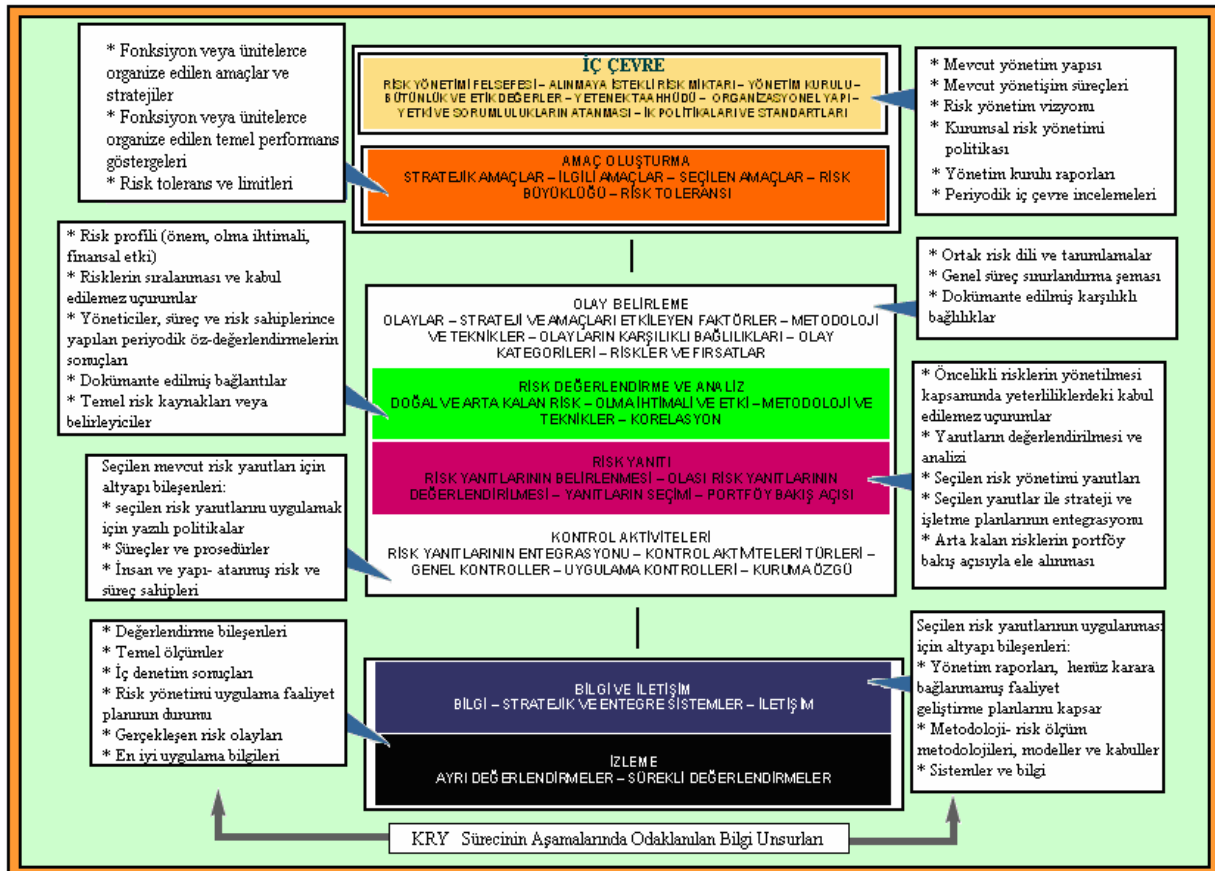 * Fonksiyon veya ünitelerce
organize edilen amaçlar ve
stratejiler
* Fonksiyon veya ünitelerce
organize edilen temel performans
göstergeleri
* Risk tolerans ve limitleri
İÇ ÇEVRE
RİSK YÖNETİMİ FELSEFESİ – ALINMAYA İSTEKLİ RİSK MİKTARI – YÖNETİM KURULU –
BÜTÜNLÜK VE ETİK DEĞERLER – YETENEK TAAHHÜDÜ – ORGANİZASYONEL YAPI –
YETKİ VE SORUMLULUKLARIN ATANMASI – İK POLİTİKALARI VE STANDARTLARI
AMAÇ OLUŞTURMA
STRATEJİK AMAÇLAR – İLGİLİ AMAÇLAR – SEÇİLEN AMAÇLAR – RİSK
BÜYÜKLÜĞÜ – RİSK TOLERANSI
* Mevcut yönetim yapısı
* Mevcut yönetişim süreçleri
* Risk yönetim vizyonu
* Kurumsal risk yönetimi
politikası
* Yönetim kurulu raporları
* Periyodik iç çevre incelemeleri
* Risk profili (önem, olma ihtimali,
finansal etki)
* Risklerin sıralanması ve kabul
edilemez uçurumlar
* Yöneticiler, süreç ve risk sahiplerince
yapılan periyodik öz-değerlendirmelerin
sonuçları
* Dokümante edilmiş bağlantılar
* Temel risk kaynakları veya
belirleyiciler
* Ortak risk dili ve tanımlamalar
* Genel süreç sınırlandırma şeması
* Dokümante edilmiş karşılıklı
bağlılıklar
OLAY BELİRLEME
OLAYLAR – STRATEJİ VE AMAÇLARI ETKİLEYEN FAKTÖRLER – METODOLOJİ
VE TEKNİKLER – OLAYLARIN KARŞILIKLI BAĞLILIKLARI – OLAY
KATEGORİLERİ – RİSKLER VE FIRSATLAR
RİSK DEĞERLENDİRME VE ANALİZ
DOĞAL VE ARTA KALAN RİSK – OLMA İHTİMALİ VE ETKİ – METODOLOJİ VE
TEKNİKLER – KORELASYON
RİSK YANITI
RİSK YANITLARININ BELİRLENMESİ – OLASI RİSK YANITLARININ
DEĞERLENDİRİLMESİ – YANITLARIN SEÇİMİ – PORTFÖY BAKIŞ AÇISI
KONTROL AKTİVİTELERİ
RİSK YANITLARININ ENTEGRASYONU – KONTROL AKTİVİTELERİ TÜRLERİ –
GENEL KONTROLLER – UYGULAMA KONTROLLERİ – KURUMA ÖZGÜ
* Öncelikli risklerin yönetilmesi
kapsamında yeterliliklerdeki kabul
edilemez uçurumlar
* Yanıtların değerlendirilmesi ve
analizi
* Seçilen risk yönetimi yanıtları
* Seçilen yanıtlar ile strateji ve
işletme planlarının entegrasyonu
* Arta kalan risklerin portföy
bakış açısıyla ele alınması
Seçilen mevcut risk yanıtları için
altyapı bileşenleri:
* seçilen risk yanıtlarını uygulamak
için yazılı politikalar
* Süreçler ve prosedürler
* İnsan ve yapı- atanmış risk ve
süreç sahipleri
* Değerlendirme bileşenleri
* Temel ölçümler
* İç denetim sonuçları
* Risk yönetimi uygulama faaliyet
planının durumu
* Gerçekleşen risk olayları
* En iyi uygulama bilgileri
BİLGİ VE İLETİŞİM
BİLGİ – STRATEJİK VE ENTEGRE SİSTEMLER – İLETİŞİM
İZLEME
AYRI DEĞERLENDİRMELER – SÜREKLİ DEĞERLENDİRMELER
Seçilen risk yanıtlarının uygulanması
için altyapı bileşenleri:
* Yönetim raporları, henüz karara
bağlanmamış faaliyet
geliştirme planlarını kapsar
* Metodoloji- risk ölçüm
metodolojileri, modeller ve kabuller
* Sistemler ve bilgi
KRY Sürecinin Aşamalarında Odaklanılan Bilgi Unsurları